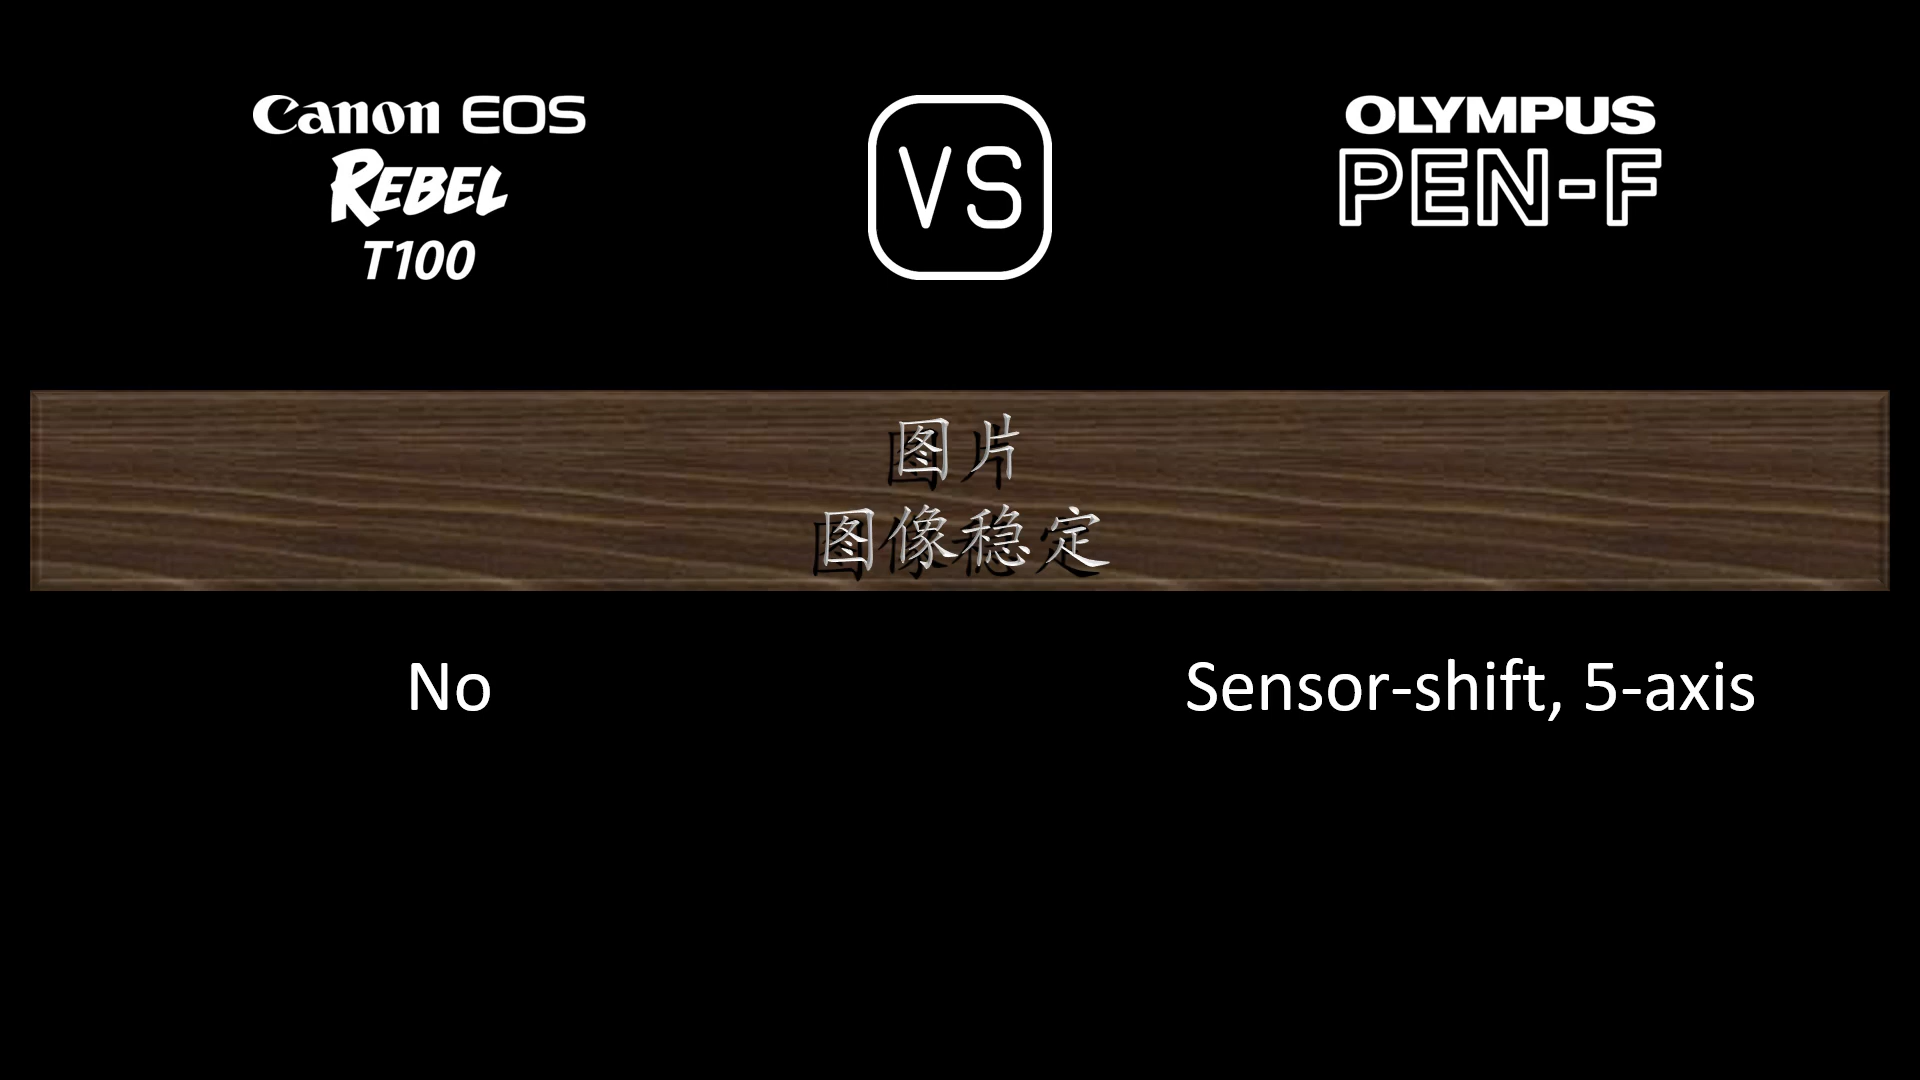 Canon EOS
REBEL
T100
VS
OLYMPUS
PEN-F
图片
图像稳定
No
Sensor-shift, 5-axis